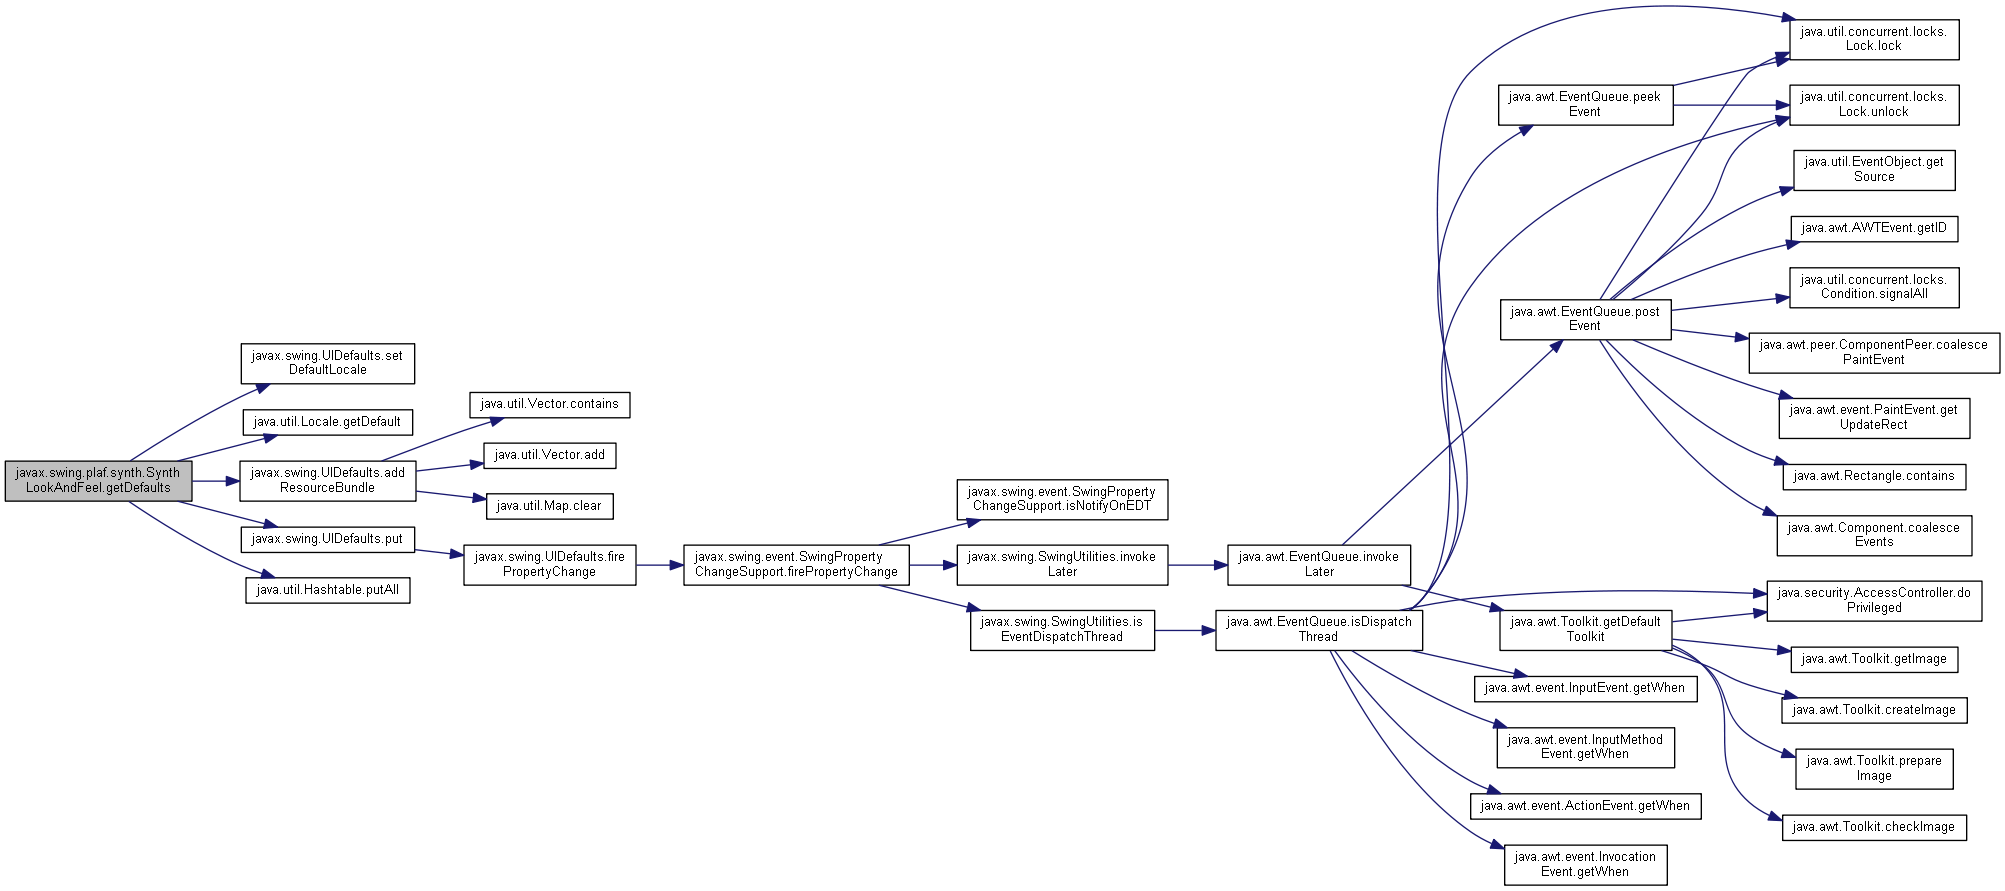 javax.swing.plaf.synth.Synth
LookAndFeel.getDefaults
javax.swing.UIDefaults.set
DefaultLocale
java.util.Locale.getDefault
javax.swing.UIDefaults.add
ResourceBundle
javax.swing.UIDefaults.put
java.util.Hashtable.putAll
java.util.Vector.contains
java.util.Vector.add
java.util.Map.clear
javax.swing.UIDefaults.fire
PropertyChange
javax.swing.event.SwingProperty
ChangeSupport.firePropertyChange
javax.swing.event.SwingProperty
ChangeSupport.isNotifyOnEDT
javax.swing.SwingUtilities.invoke
Later
javax.swing.SwingUtilities.is
EventDispatchThread
java.awt.EventQueue.invoke
Later
java.awt.EventQueue.isDispatch
Thread
java.awt.EventQueue.peek
Event
java.awt.EventQueue.post
Event
java.awt.Toolkit.getDefault
Toolkit
java.awt.event.InputEvent.getWhen
java.awt.event.InputMethod
Event.getWhen
java.awt.event.ActionEvent.getWhen
java.awt.event.Invocation
Event.getWhen
java.util.concurrent.locks.
Lock.lock
java.util.concurrent.locks.
Lock.unlock
java.util.EventObject.get
Source
java.awt.AWTEvent.getID
java.util.concurrent.locks.
Condition.signalAll
java.awt.peer.ComponentPeer.coalesce
PaintEvent
java.awt.event.PaintEvent.get
UpdateRect
java.awt.Rectangle.contains
java.awt.Component.coalesce
Events
java.security.AccessController.do
Privileged
java.awt.Toolkit.getImage
java.awt.Toolkit.createImage
java.awt.Toolkit.prepare
Image
java.awt.Toolkit.checkImage